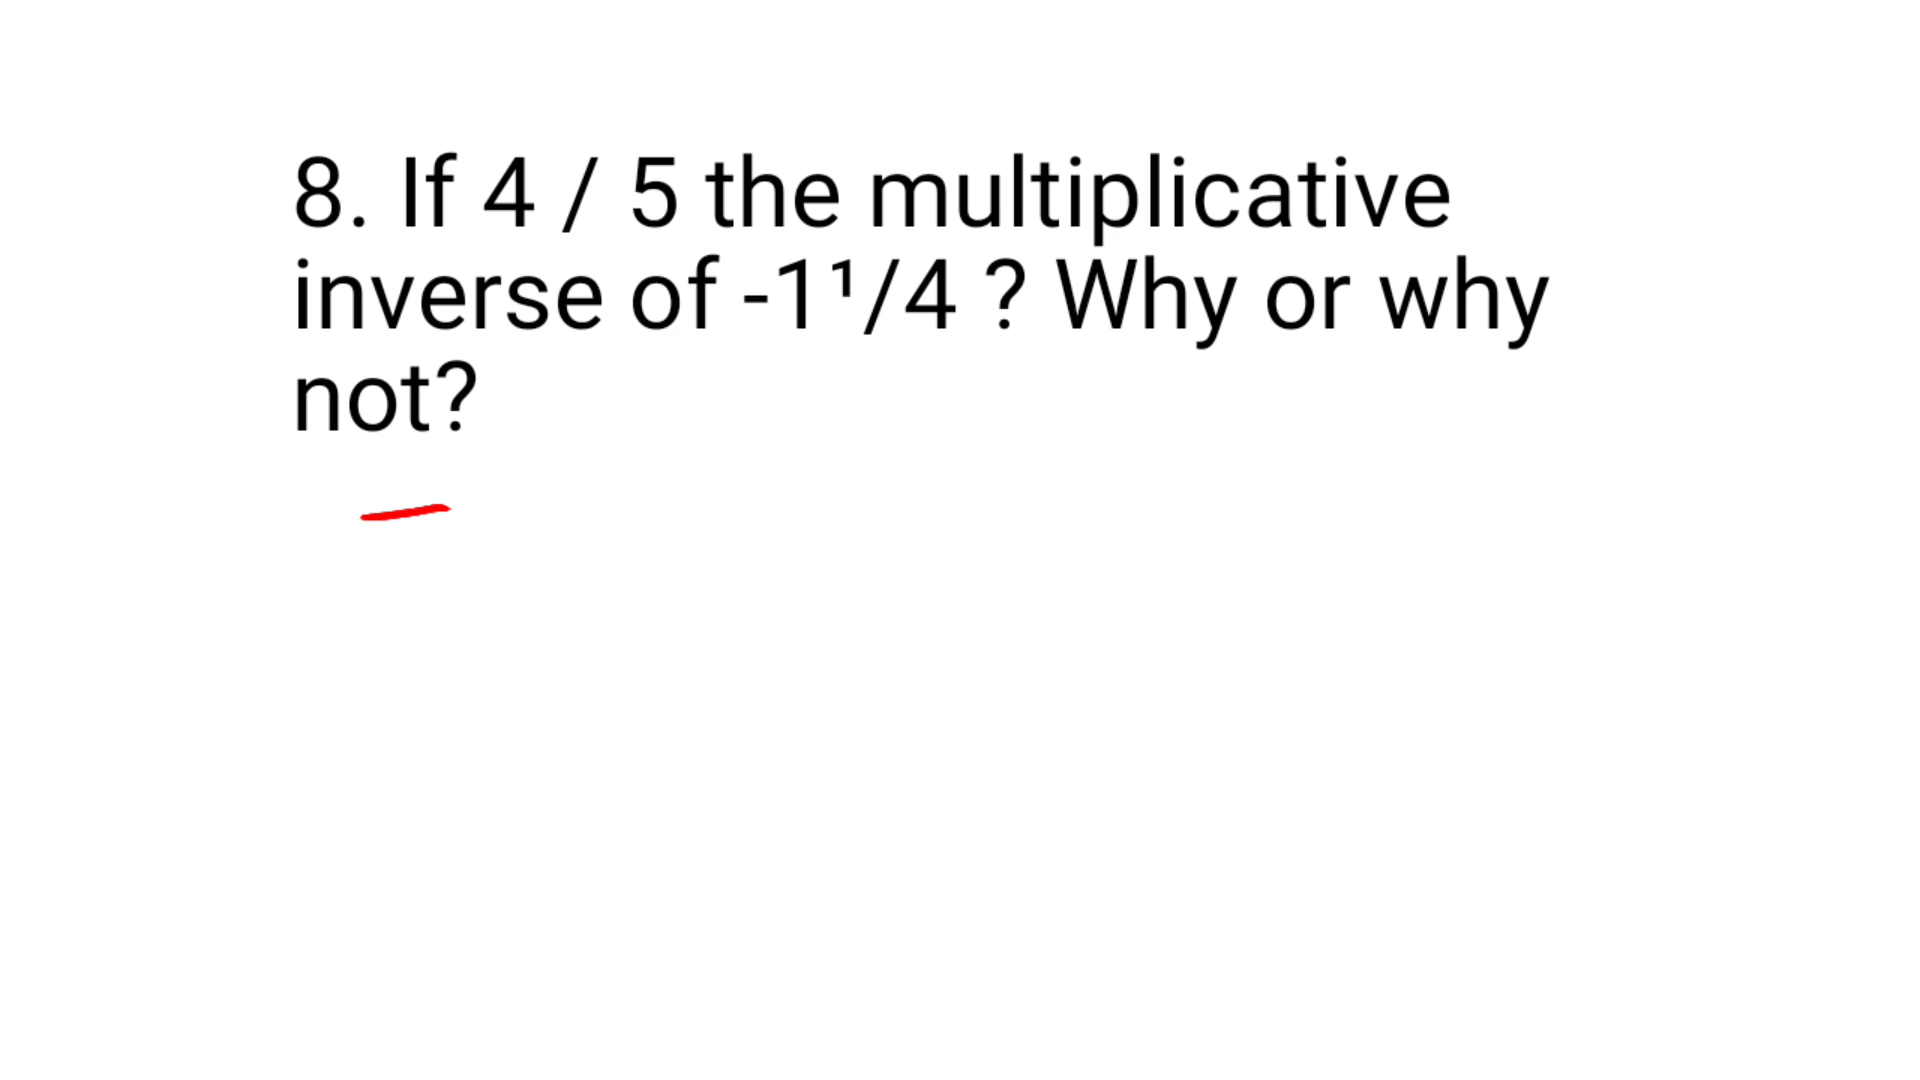 8. If 4 / 5 the multiplicative
inverse of -1¹/4 ? Why or why
not?